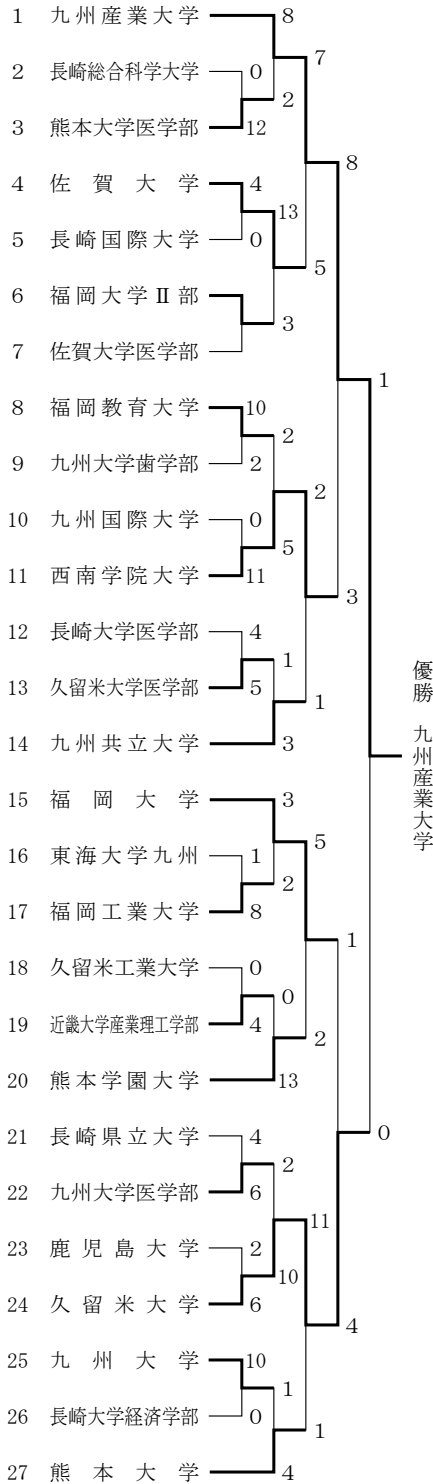 1 九州産業大学 8
7
2 長崎総合科学大学 0
2
3 熊本大学医学部 12
8
4 佐賀大学 4
13
5 長崎国際大学 0
5
6 福岡大学Ⅱ部
3
7 佐賀大学医学部
1
8 福岡教育大学 10
2
9 九州大学歯学部 2
2
10 九州国際大学 0
5
11 西南学院大学 11
3
12 長崎大学医学部 4
1
13 久留米大学医学部 5
1
14 九州共立大学 3
優勝 九州産業大学
15 福岡大学 3
5
16 東海大学九州 1
2
17 福岡工業大学 8
1
18 久留米工業大学 0
0
19 近畿大学産業理工学部 4
2
20 熊本学園大学 13
21 長崎県立大学 4
0
2
22 九州大学医学部 6
11
23 鹿児島大学 2
10
24 久留米大学 6
4
25 九州大学 10
1
26 長崎大学経済学部 0
1
27 熊本大学 4